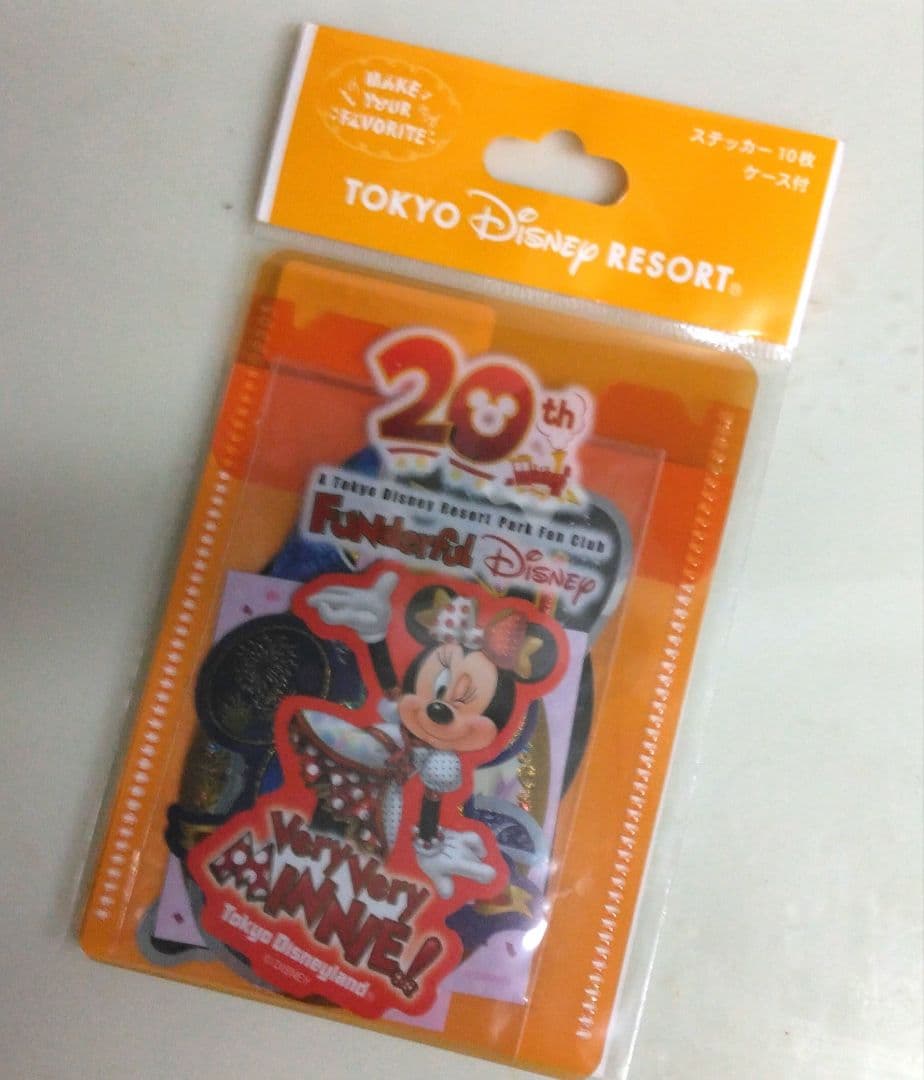 MAKE
YOUR
FAVORITE
ステッカー 10枚
ケース付
TOKYO Disney RESORT®
20th
A Tokyo Disney Resort Park Fan Club
FUNderful Disney
Very Very
MINNIE!
Tokyo Disneyland®
©DISNEY